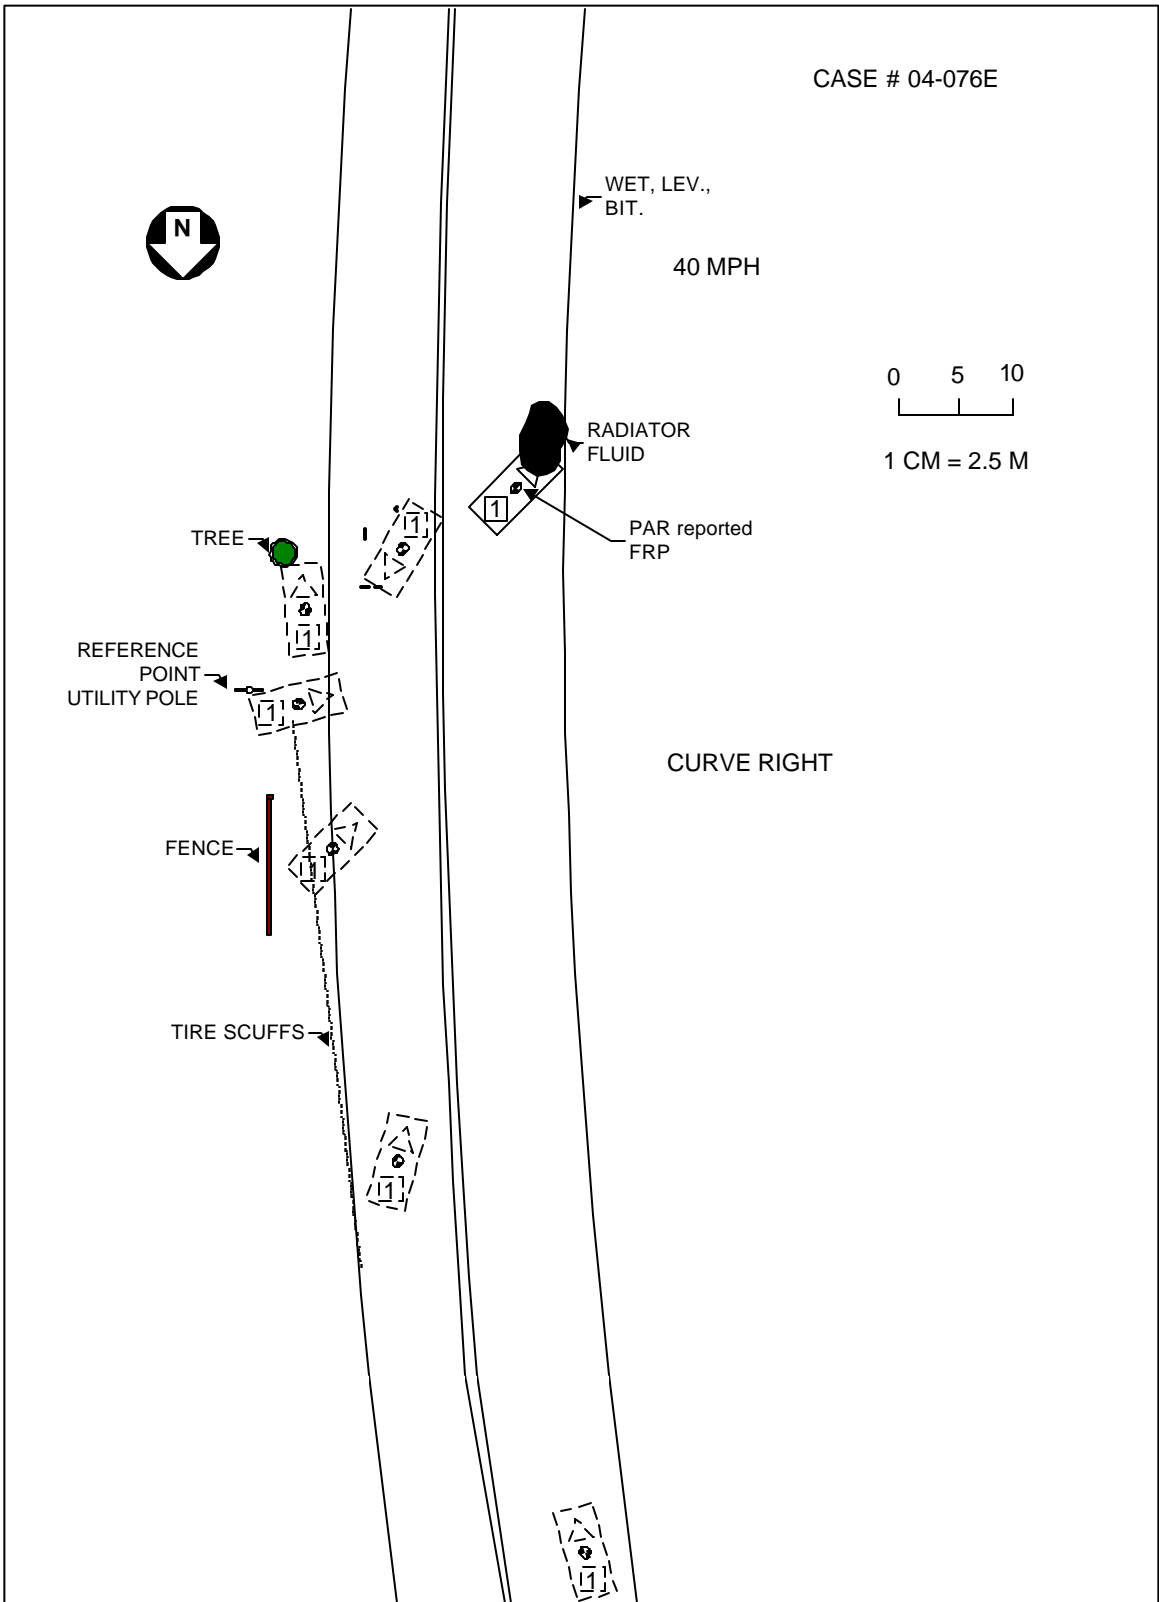 CASE # 04-076E
WET, LEV.,
BIT.
N
40 MPH
0 5 10
1 CM = 2.5 M
RADIATOR
FLUID
1
PAR reported
FRP
1
TREE
1
REFERENCE
POINT
UTILITY POLE
1
CURVE RIGHT
FENCE
1
TIRE SCUFFS
1
1